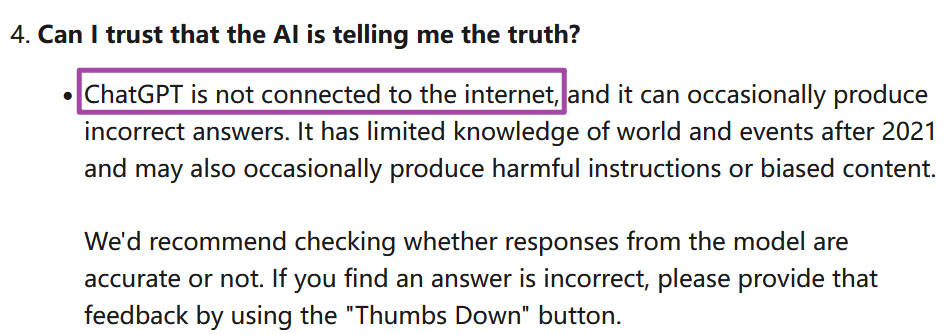 4. Can I trust that the AI is telling me the truth?
• ChatGPT is not connected to the internet, and it can occasionally produce
incorrect answers. It has limited knowledge of world and events after 2021
and may also occasionally produce harmful instructions or biased content.
We'd recommend checking whether responses from the model are
accurate or not. If you find an answer is incorrect, please provide that
feedback by using the "Thumbs Down" button.